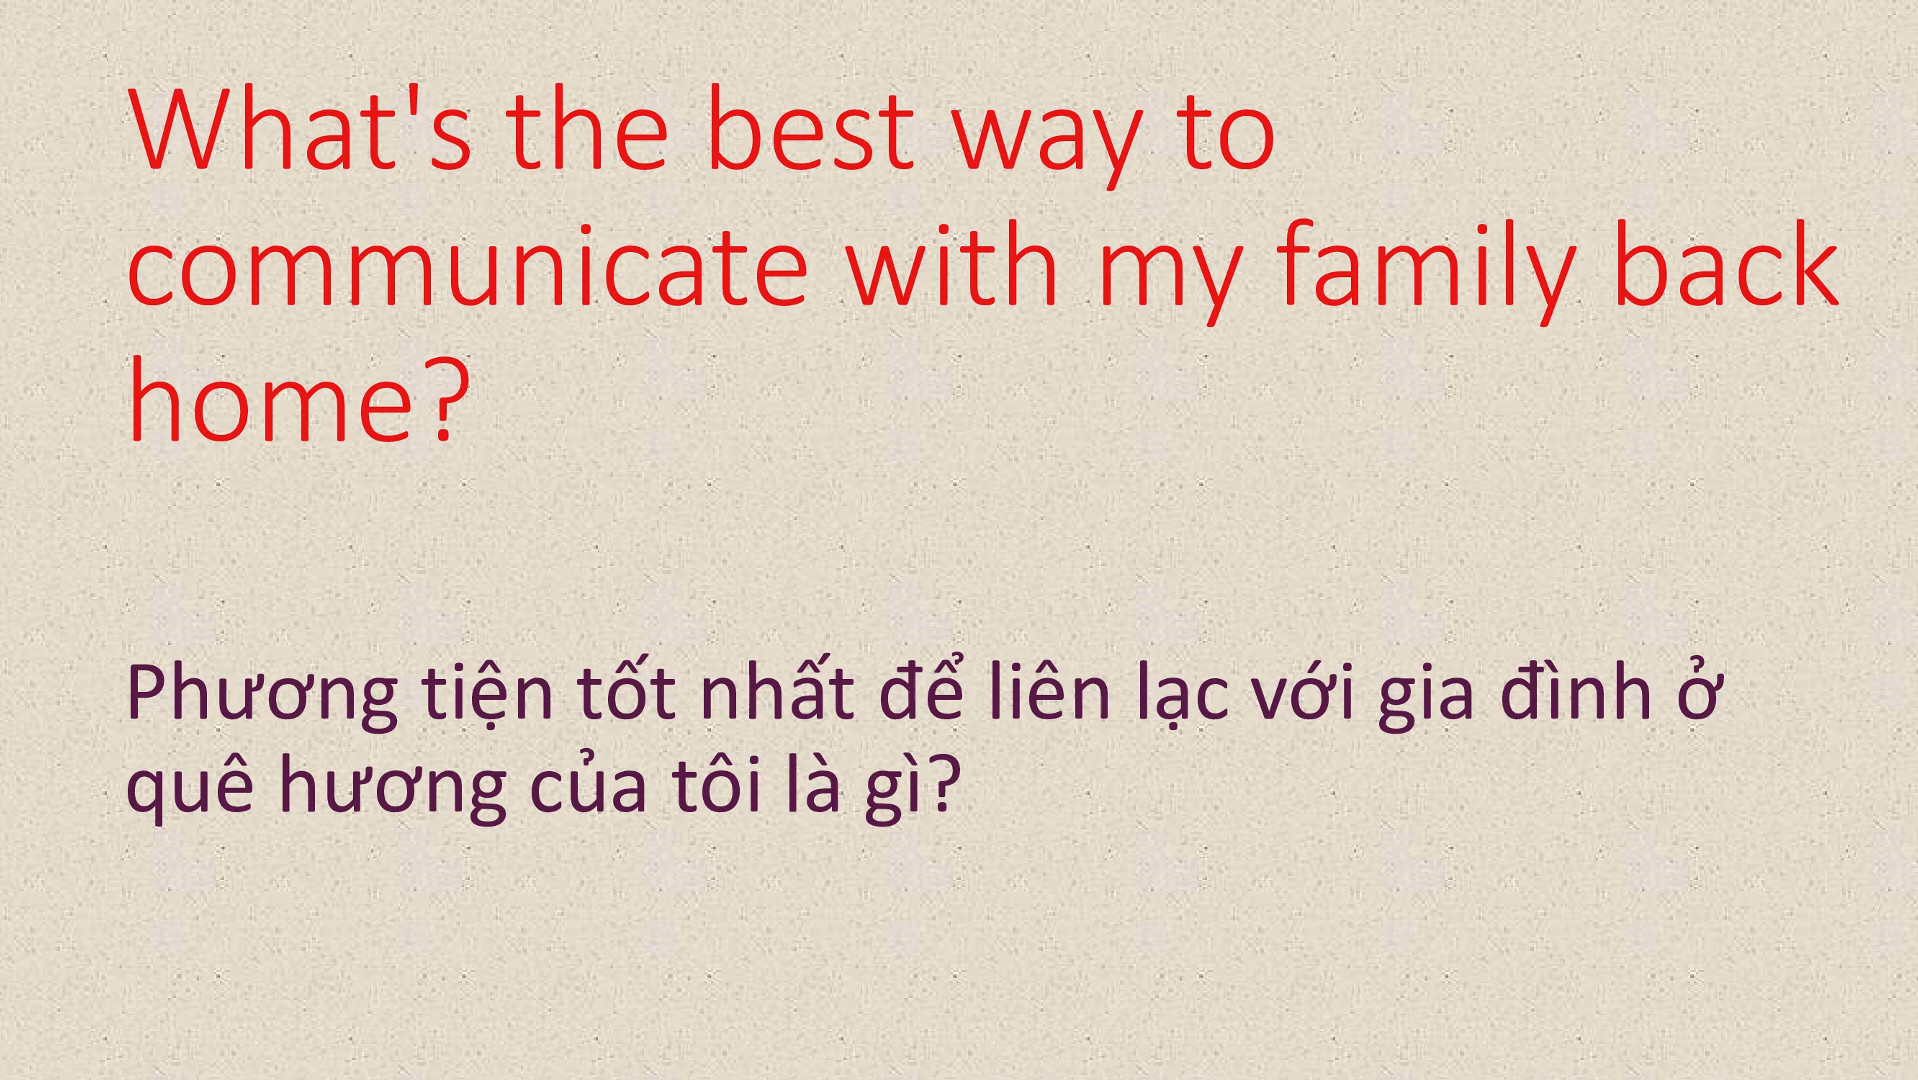 What's the best way to
communicate with my family back
home?
Phương tiện tốt nhất để liên lạc với gia đình ở
quê hương của tôi là gì?